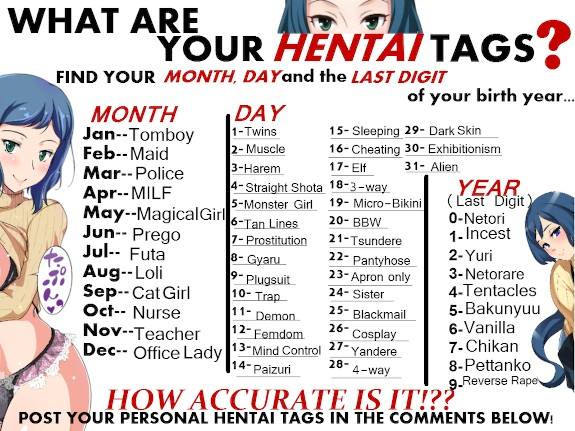 WHAT ARE
YOUR HENTAI TAGS?
FIND YOUR MONTH, DAY and the LAST DIGIT
of your birth year...
MONTH
Jan--Tomboy
Feb--Maid
Mar--Police
Apr--MILF
May--MagicalGirl
Jun-- Prego
Jul-- Futa
Aug--Loli
Sep--CatGirl
Oct-- Nurse
Nov--Teacher
Dec-- Office Lady
DAY
1-Twins
2- Muscle
3-Harem
4-Straight Shota
5-Monster Girl
6-Tan Lines
7- Prostitution
8- Gyaru
9- Plugsuit
10- Trap
11- Demon
12- Femdom
13-Mind Control
14- Paizuri
15- Sleeping
16- Cheating
17- Elf
18- 3-way
19- Micro-Bikini
20- BBW
21- Tsundere
22- Pantyhose
23- Apron only
24- Sister
25- Blackmail
26- Cosplay
27- Yandere
28- 4-way
29- Dark Skin
30- Exhibitionism
31- Alien
YEAR
( Last Digit )
0-Netori
1-Incest
2-Yuri
3-Netorare
4-Tentacles
5-Bakunyuu
6-Vanilla
7-Chikan
8-Pettanko
9-Reverse Rape
HOW ACCURATE IS IT!??
POST YOUR PERSONAL HENTAI TAGS IN THE COMMENTS BELOW!